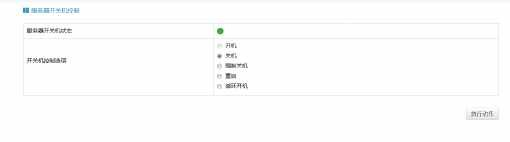 服务器开关机控制
服务器开关机状态
开机
关机
开关机控制选项
强制关机
重启
循环开机
执行动作